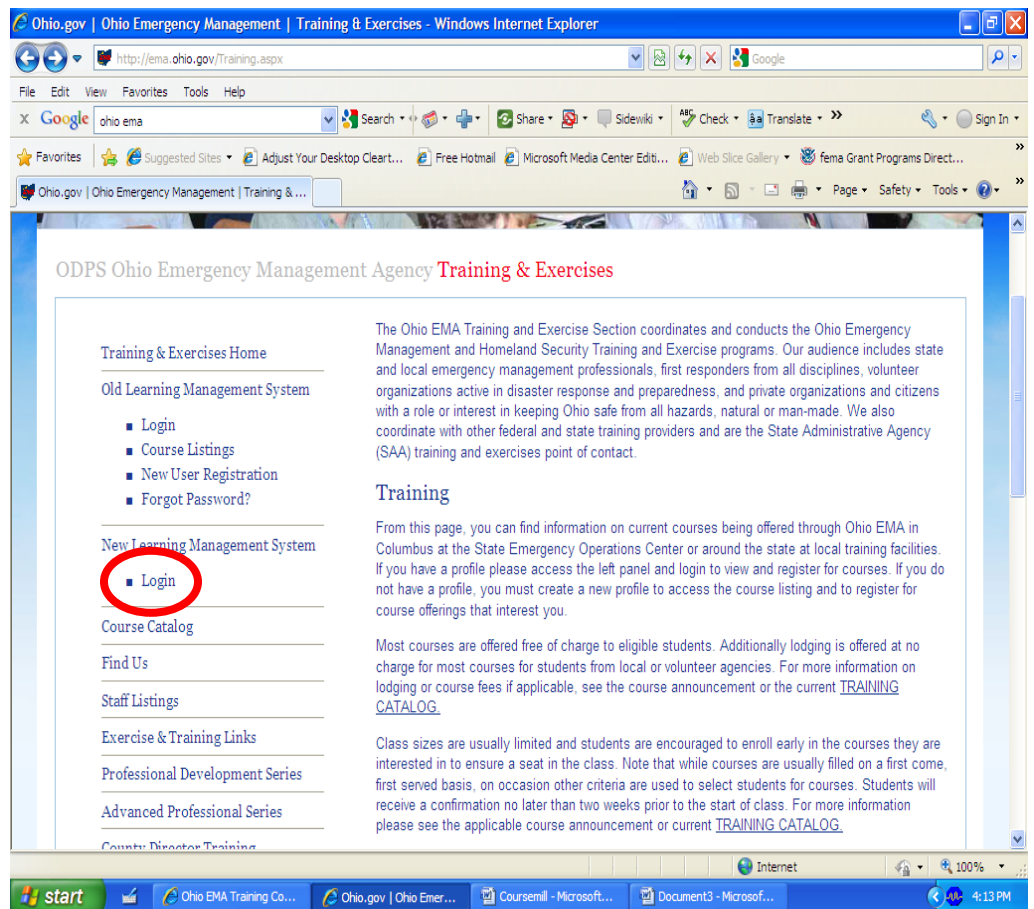 Ohio.gov | Ohio Emergency Management | Training & Exercises - Windows Internet Explorer
http://ema.ohio.gov/Training.aspx
Google
File Edit View Favorites Tools Help
x Google ohio ema Search Share Sidewiki ABC Check aa Translate Sign In
Favorites Suggested Sites Adjust Your Desktop Cleart... Free Hotmail Microsoft Media Center Editi... Web Slice Gallery fema Grant Programs Direct...
Ohio.gov | Ohio Emergency Management | Training & ... Page Safety Tools
ODPS Ohio Emergency Management Agency Training & Exercises
Training & Exercises Home
Old Learning Management System
Login
Course Listings
New User Registration
Forgot Password?
New Learning Management System
Login
Course Catalog
Find Us
Staff Listings
Exercise & Training Links
Professional Development Series
Advanced Professional Series
County Director Training
The Ohio EMA Training and Exercise Section coordinates and conducts the Ohio Emergency
Management and Homeland Security Training and Exercise programs. Our audience includes state
and local emergency management professionals, first responders from all disciplines, volunteer
organizations active in disaster response and preparedness, and private organizations and citizens
with a role or interest in keeping Ohio safe from all hazards, natural or man-made. We also
coordinate with other federal and state training providers and are the State Administrative Agency
(SAA) training and exercises point of contact.
Training
From this page, you can find information on current courses being offered through Ohio EMA in
Columbus at the State Emergency Operations Center or around the state at local training facilities.
If you have a profile please access the left panel and login to view and register for courses. If you do
not have a profile, you must create a new profile to access the course listing and to register for
course offerings that interest you.
Most courses are offered free of charge to eligible students. Additionally lodging is offered at no
charge for most courses for students from local or volunteer agencies. For more information on
lodging or course fees if applicable, see the course announcement or the current TRAINING
CATALOG.
Class sizes are usually limited and students are encouraged to enroll early in the courses they are
interested in to ensure a seat in the class. Note that while courses are usually filled on a first come,
first served basis, on occasion other criteria are used to select students for courses. Students will
receive a confirmation no later than two weeks prior to the start of class. For more information
please see the applicable course announcement or current TRAINING CATALOG.
Internet 100%
start Ohio EMA Training Co... Ohio.gov | Ohio Emer... Coursemill - Microsoft... Document3 - Microsof... 4:13 PM